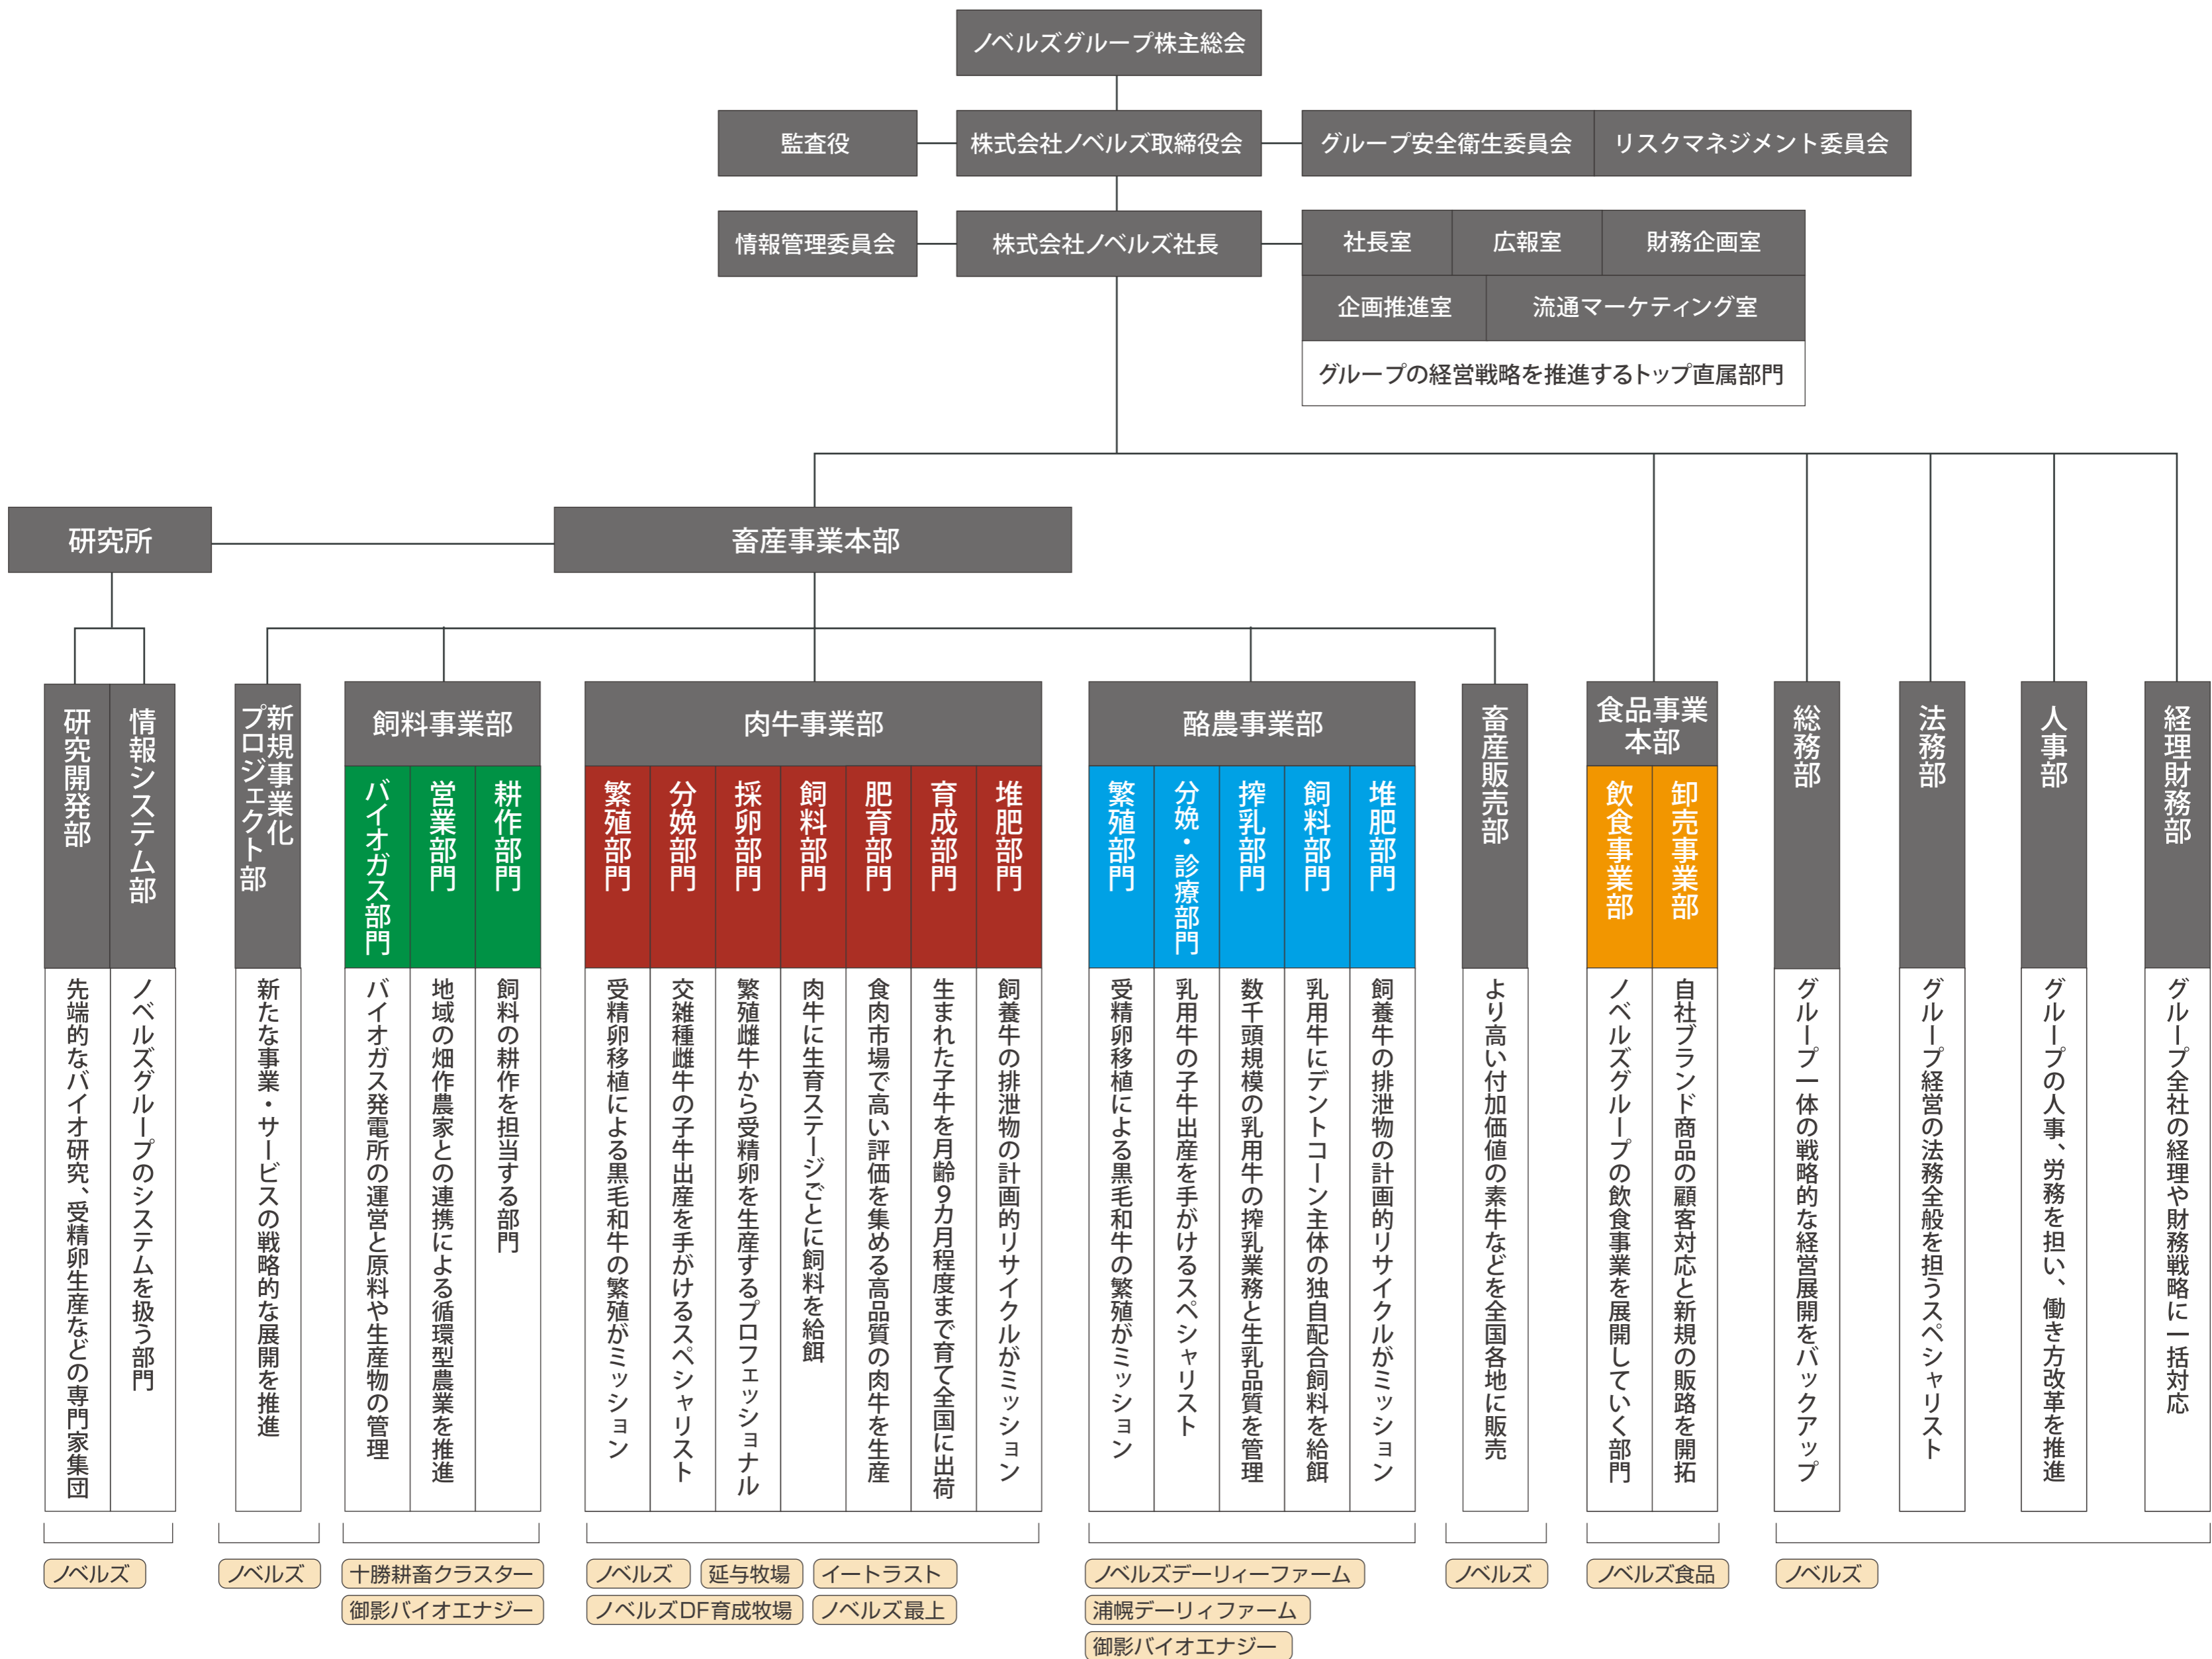 ノベルズグループ株主総会
監査役
株式会社ノベルズ取締役会
グループ安全衛生委員会
リスクマネジメント委員会
情報管理委員会
株式会社ノベルズ社長
社長室
広報室
財務企画室
企画推進室
流通マーケティング室
グループの経営戦略を推進するトップ直属部門
研究所
畜産事業本部
研究開発部
先端的なバイオ研究、受精卵生産などの専門家集団
情報システム部
ノベルズグループのシステムを扱う部門
ノベルズ
新規事業化
プロジェクト部
新たな事業・サービスの戦略的な展開を推進
ノベルズ
飼料事業部
バイオガス部門
バイオガス発電所の運営と原料や生産物の管理
営業部門
地域の畑作農家との連携による循環型農業を推進
耕作部門
飼料の耕作を担当する部門
十勝耕畜クラスター
御影バイオエナジー
肉牛事業部
繁殖部門
受精卵移植による黒毛和牛の繁殖がミッション
分娩部門
交雑種雌牛の子牛出産を手がけるスペシャリスト
採卵部門
繁殖雌牛から受精卵を生産するプロフェッショナル
飼料部門
肉牛に生育ステージごとに飼料を給餌
肥育部門
食肉市場で高い評価を集める高品質の肉牛を生産
育成部門
生まれた子牛を月齢9カ月程度まで育て全国に出荷
堆肥部門
飼養牛の排泄物の計画的リサイクルがミッション
ノベルズ
延与牧場
イートラスト
ノベルズDF育成牧場
ノベルズ最上
酪農事業部
繁殖部門
受精卵移植による黒毛和牛の繁殖がミッション
分娩・診療部門
乳用牛の子牛出産を手がけるスペシャリスト
搾乳部門
数千頭規模の乳用牛の搾乳業務と生乳品質を管理
飼料部門
乳用牛にデントコーン主体の独自配合飼料を給餌
堆肥部門
飼養牛の排泄物の計画的リサイクルがミッション
ノベルズデーリィーファーム
浦幌デーリィファーム
御影バイオエナジー
畜産販売部
より高い付加価値の素牛などを全国各地に販売
ノベルズ
食品事業
本部
飲食事業部
ノベルズグループの飲食事業を展開していく部門
卸売事業部
自社ブランド商品の顧客対応と新規の販路を開拓
ノベルズ食品
総務部
グループ一体の戦略的な経営展開をバックアップ
法務部
グループ経営の法務全般を担うスペシャリスト
人事部
グループの人事、労務を担い、働き方改革を推進
経理財務部
グループ全社の経理や財務戦略に一括対応
ノベルズ